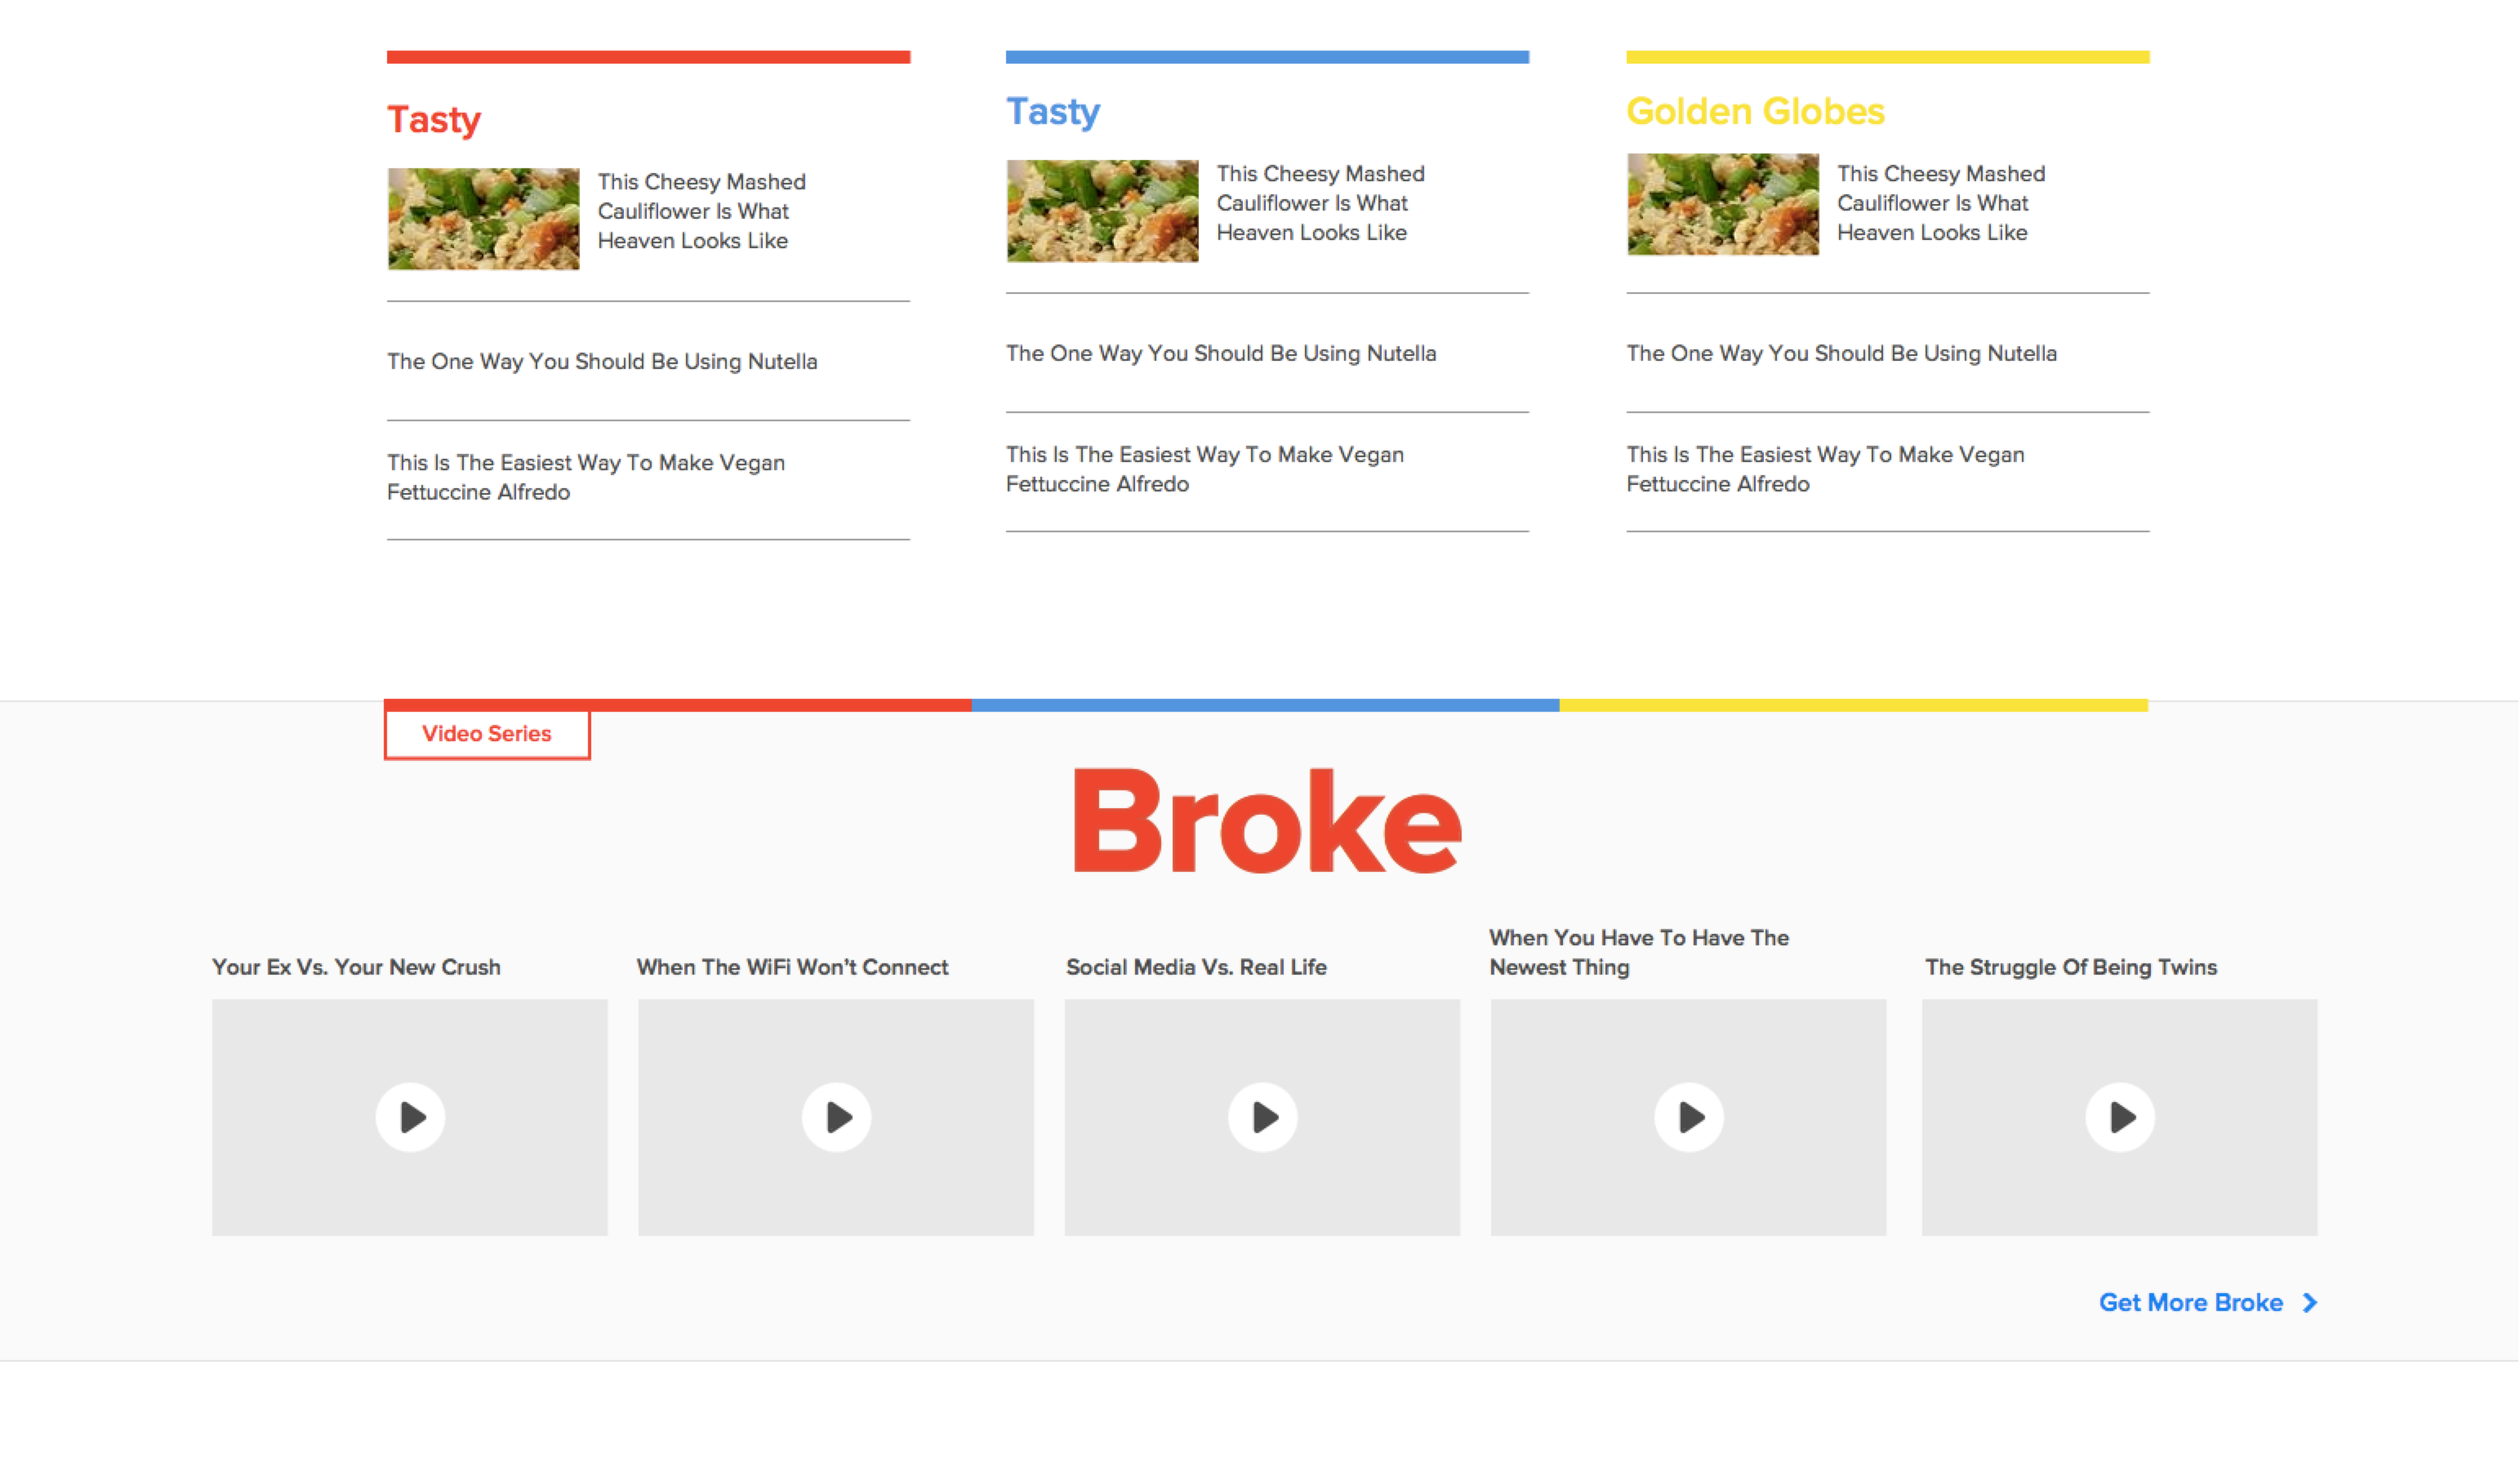 Tasty
This Cheesy Mashed
Cauliflower Is What
Heaven Looks Like
The One Way You Should Be Using Nutella
This Is The Easiest Way To Make Vegan
Fettuccine Alfredo
Tasty
This Cheesy Mashed
Cauliflower Is What
Heaven Looks Like
The One Way You Should Be Using Nutella
This Is The Easiest Way To Make Vegan
Fettuccine Alfredo
Golden Globes
This Cheesy Mashed
Cauliflower Is What
Heaven Looks Like
The One Way You Should Be Using Nutella
This Is The Easiest Way To Make Vegan
Fettuccine Alfredo
Video Series
Broke
Your Ex Vs. Your New Crush
When The WiFi Won't Connect
Social Media Vs. Real Life
When You Have To Have The
Newest Thing
The Struggle Of Being Twins
Get More Broke